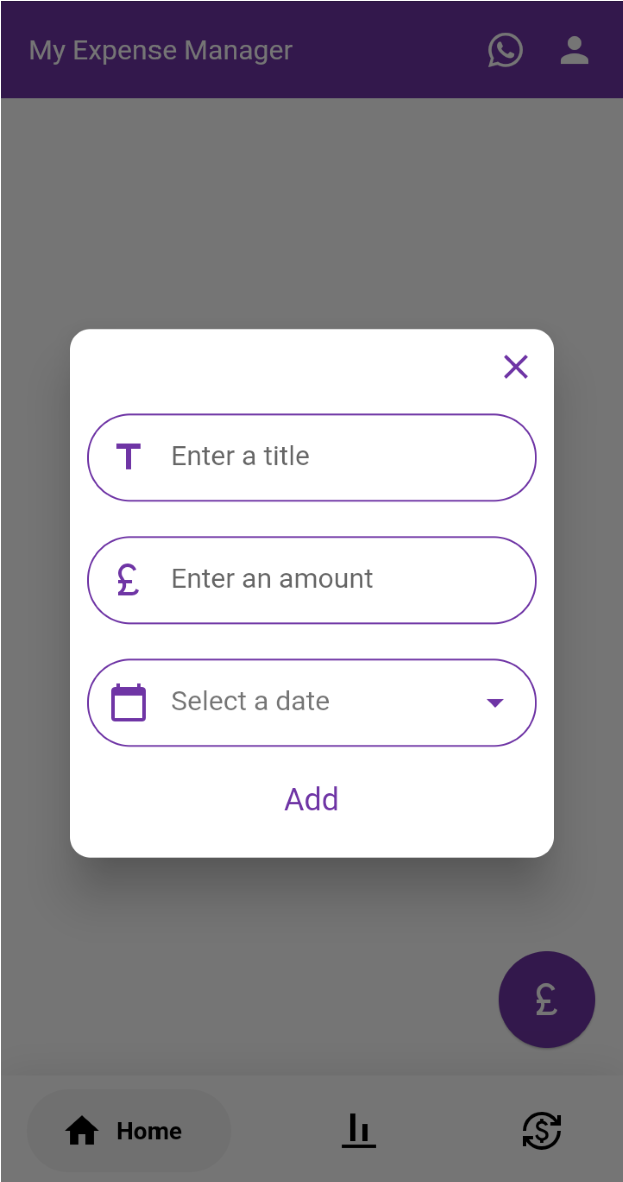 My Expense Manager
Enter a title
£ Enter an amount
Select a date
Add
£
Home